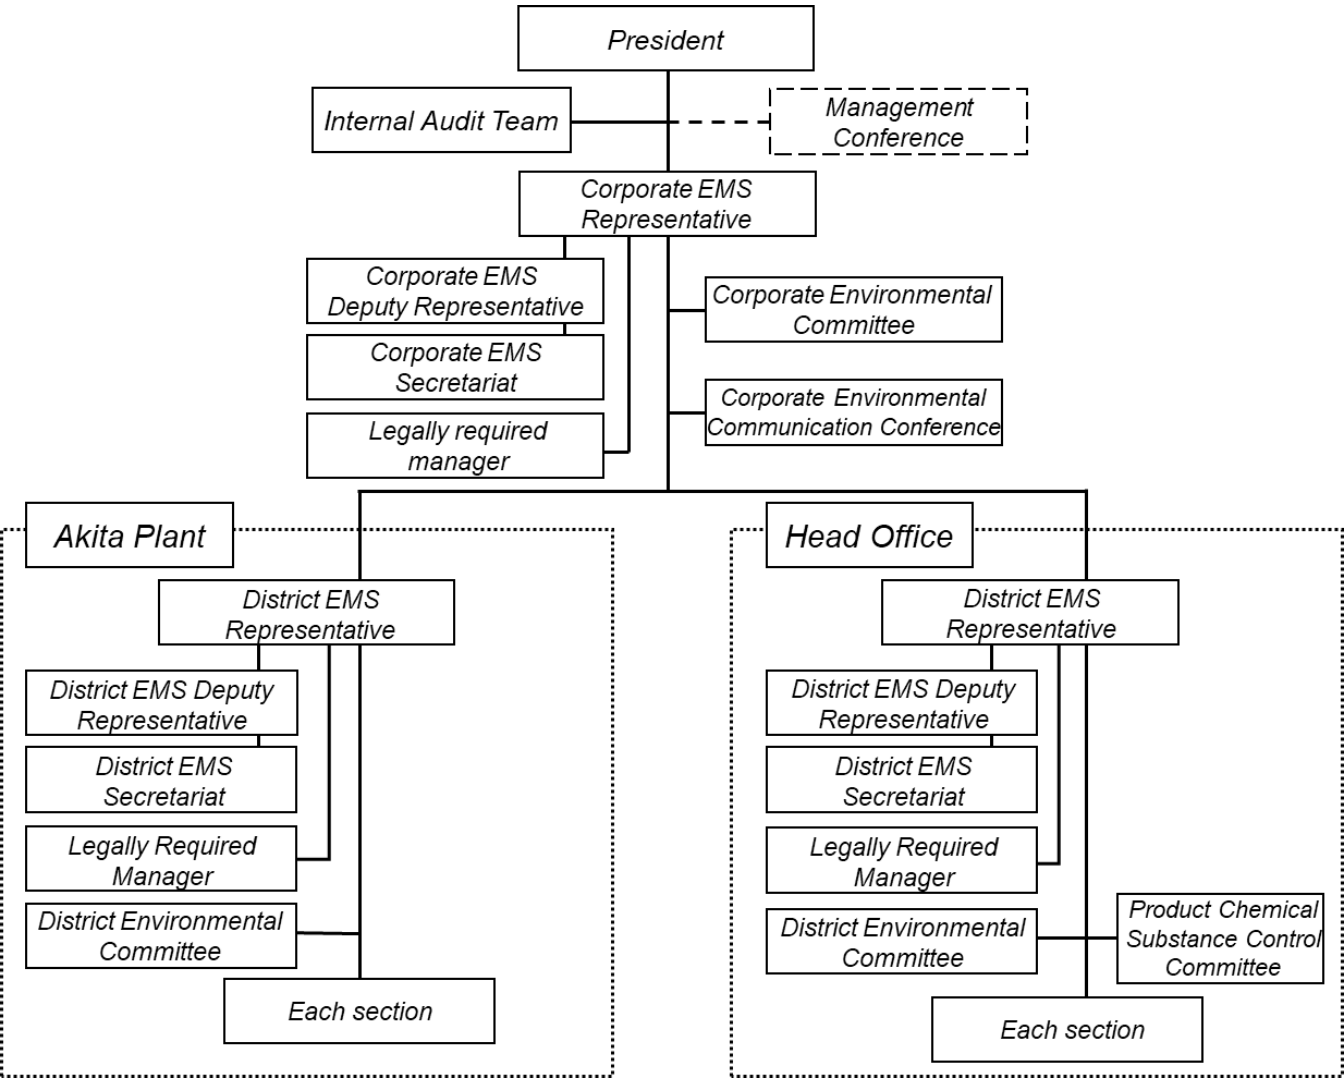 President
Internal Audit Team
Management
Conference
Corporate EMS
Representative
Corporate EMS
Deputy Representative
Corporate EMS
Secretariat
Legally required
manager
Corporate Environmental
Committee
Corporate Environmental
Communication Conference
Akita Plant
District EMS
Representative
District EMS Deputy
Representative
District EMS
Secretariat
Legally Required
Manager
District Environmental
Committee
Each section
Head Office
District EMS
Representative
District EMS Deputy
Representative
District EMS
Secretariat
Legally Required
Manager
District Environmental
Committee
Product Chemical
Substance Control
Committee
Each section